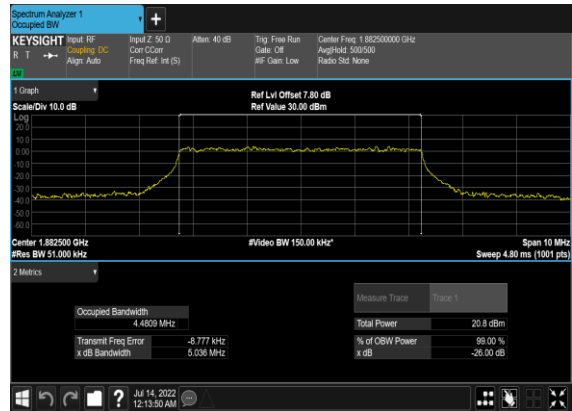 Spectrum Analyzer 1
Occupied BW
+
KEYSIGHT Input: RF Input Z: 50 Ω Atten: 40 dB Trig: Free Run Center Freq: 1.882500000 GHz
R T Coupling: DC Corr CCorr Gate: Off Avg|Hold: 500/500
Align: Auto Freq Ref: Int (S) #IF Gain: Low Radio Std: None
LXI
1 Graph
Ref Lvl Offset 7.80 dB
Scale/Div 10.0 dB Ref Value 30.00 dBm
Log
20.0
10.0
0.00
-10.0
-20.0
-30.0
-40.0
-50.0
-60.0
Center 1.882500 GHz #Video BW 150.00 kHz* Span 10 MHz
#Res BW 51.000 kHz Sweep 4.80 ms (1001 pts)
2 Metrics
Measure Trace Trace 1
Occupied Bandwidth
4.4809 MHz Total Power 20.8 dBm
Transmit Freq Error -8.777 kHz % of OBW Power 99.00 %
x dB Bandwidth 5.036 MHz x dB -26.00 dB
? Jul 14, 2022
12:13:50 AM